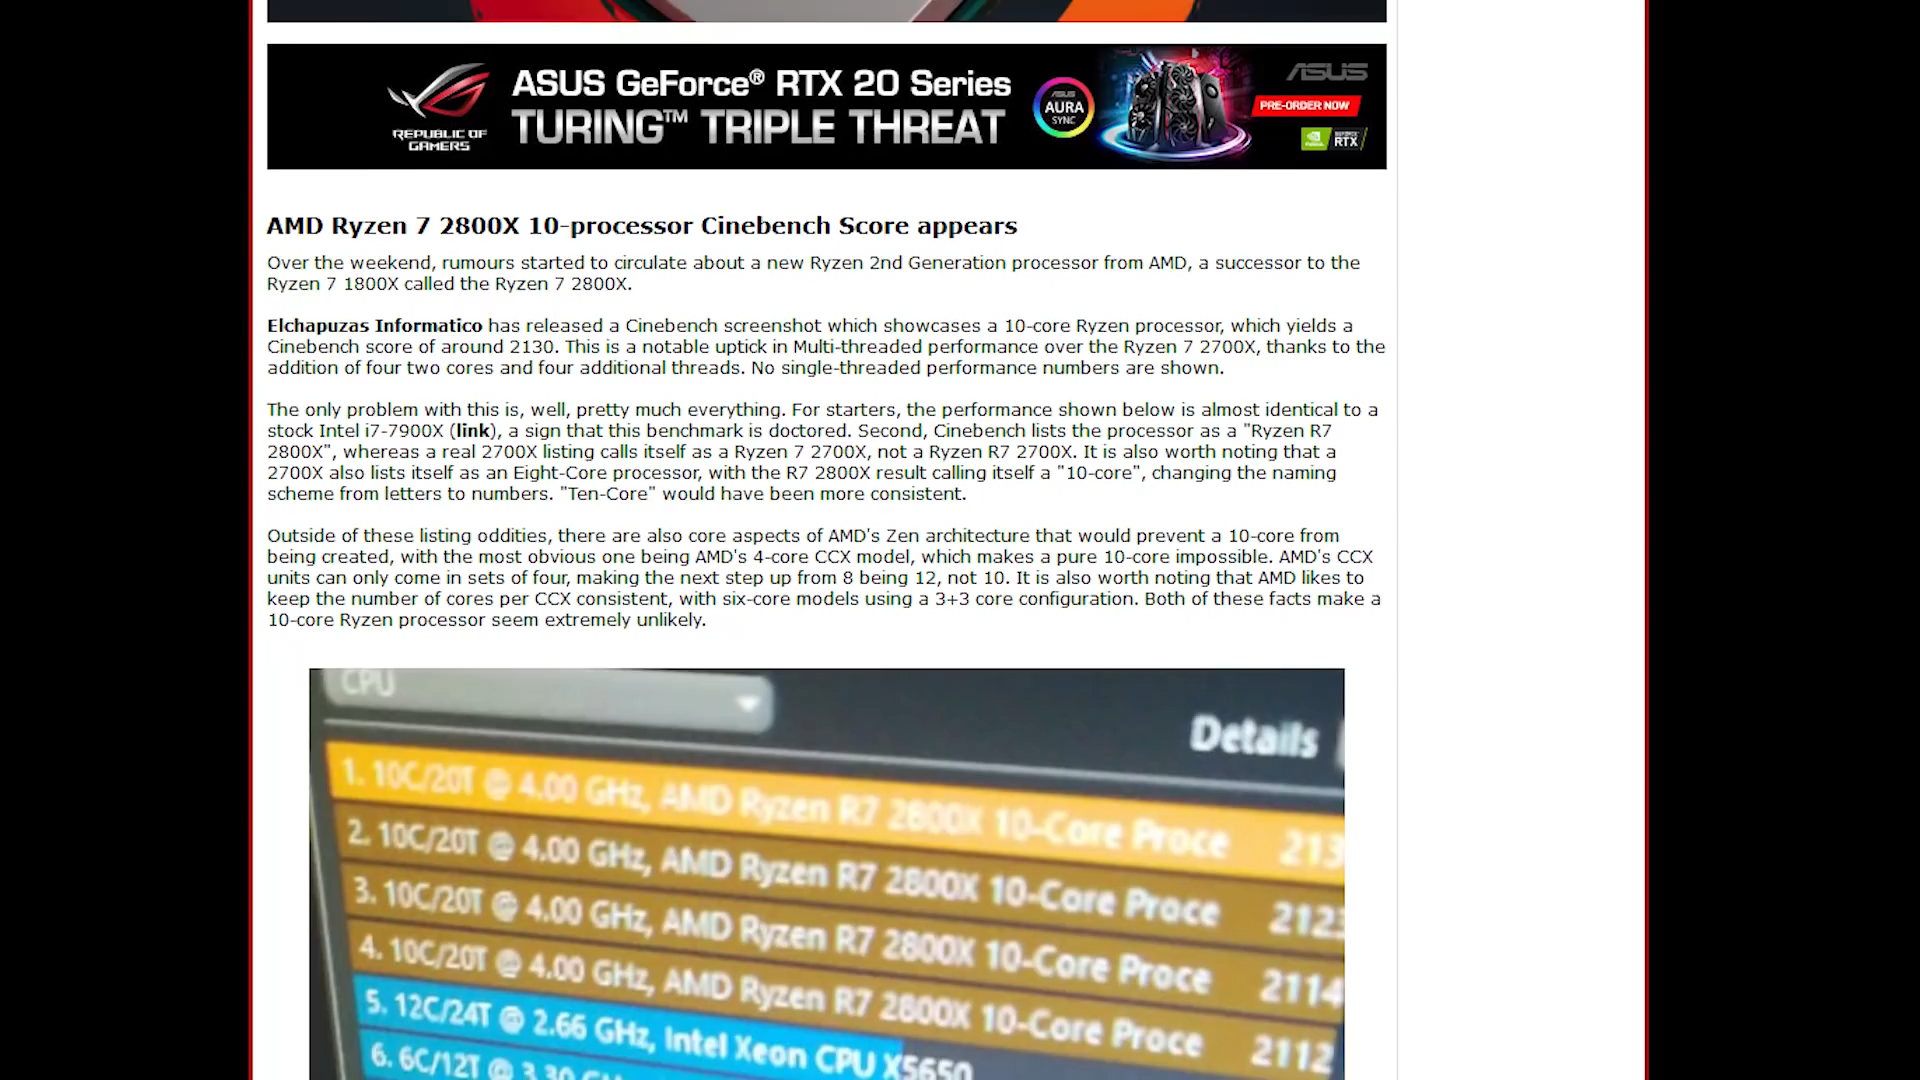 REPUBLIC OF
GAMERS
ASUS GeForce® RTX 20 Series
TURING™ TRIPLE THREAT
ASUS
AURA
SYNC
ASUS
PRE-ORDER NOW
RTX
AMD Ryzen 7 2800X 10-processor Cinebench Score appears
Over the weekend, rumours started to circulate about a new Ryzen 2nd Generation processor from AMD, a successor to the
Ryzen 7 1800X called the Ryzen 7 2800X.
Elchapuzas Informatico has released a Cinebench screenshot which showcases a 10-core Ryzen processor, which yields a
Cinebench score of around 2130. This is a notable uptick in Multi-threaded performance over the Ryzen 7 2700X, thanks to the
addition of four two cores and four additional threads. No single-threaded performance numbers are shown.
The only problem with this is, well, pretty much everything. For starters, the performance shown below is almost identical to a
stock Intel i7-7900X (link), a sign that this benchmark is doctored. Second, Cinebench lists the processor as a "Ryzen R7
2800X", whereas a real 2700X listing calls itself as a Ryzen 7 2700X, not a Ryzen R7 2700X. It is also worth noting that a
2700X also lists itself as an Eight-Core processor, with the R7 2800X result calling itself a "10-core", changing the naming
scheme from letters to numbers. "Ten-Core" would have been more consistent.
Outside of these listing oddities, there are also core aspects of AMD's Zen architecture that would prevent a 10-core from
being created, with the most obvious one being AMD's 4-core CCX model, which makes a pure 10-core impossible. AMD's CCX
units can only come in sets of four, making the next step up from 8 being 12, not 10. It is also worth noting that AMD likes to
keep the number of cores per CCX consistent, with six-core models using a 3+3 core configuration. Both of these facts make a
10-core Ryzen processor seem extremely unlikely.
CPU
Details
1. 10C/20T @ 4.00 GHz, AMD Ryzen R7 2800X 10-Core Proce 213
2. 10C/20T @ 4.00 GHz, AMD Ryzen R7 2800X 10-Core Proce 2123
3. 10C/20T @ 4.00 GHz, AMD Ryzen R7 2800X 10-Core Proce 2114
4. 10C/20T @ 4.00 GHz, AMD Ryzen R7 2800X 10-Core Proce 2112
5. 12C/24T @ 2.66 GHz, Intel Xeon CPU X5650
6. 6C/12T @ 3.30